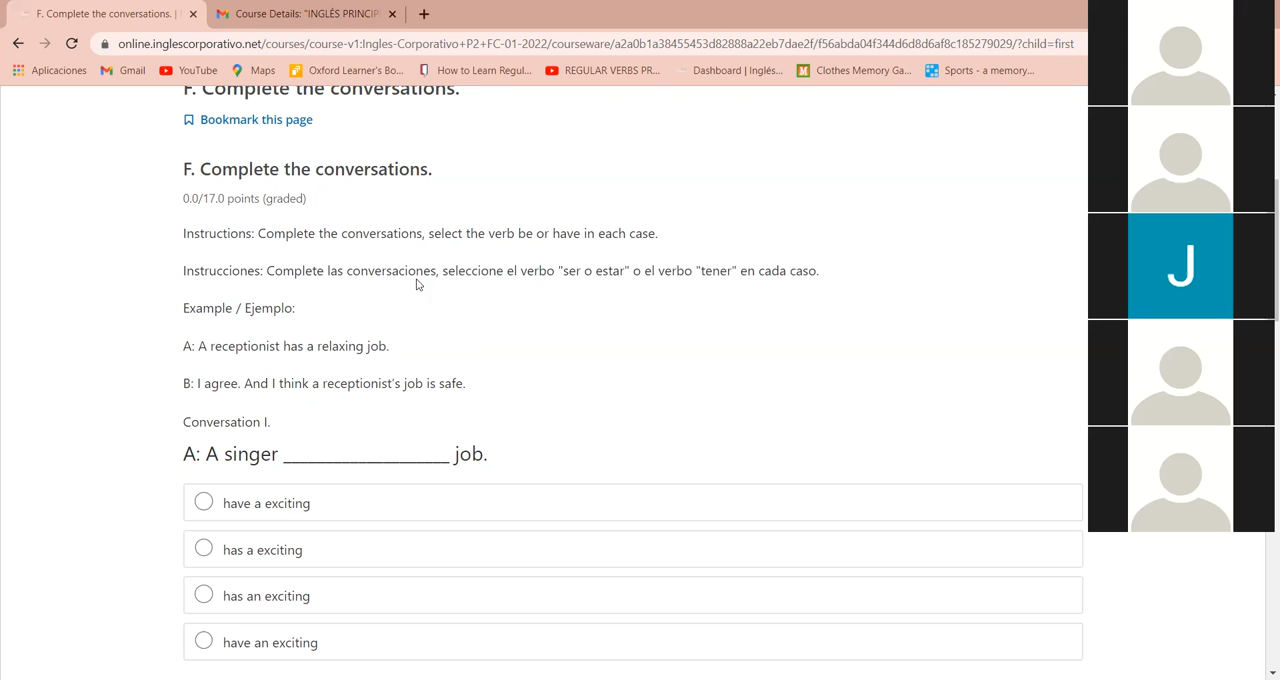 F. Complete the conversations. |
Course Details: "INGLÉS PRINCIP
online.inglescorporativo.net/courses/course-v1:Ingles-Corporativo+P2+FC-01-2022/courseware/a2a0b1a38455453d82888a22eb7dae2f/f56abda04f344d6d8d6af8c185279029/?child=first
Aplicaciones Gmail YouTube Maps Oxford Learner's Bo... How to Learn Regul... REGULAR VERBS PR... Dashboard | Inglés... Clothes Memory Ga... Sports - a memory...
F. Complete the conversations.
Bookmark this page
F. Complete the conversations.
0.0/17.0 points (graded)
Instructions: Complete the conversations, select the verb be or have in each case.
Instrucciones: Complete las conversaciones, seleccione el verbo "ser o estar" o el verbo "tener" en cada caso.
Example / Ejemplo:
A: A receptionist has a relaxing job.
B: I agree. And I think a receptionist's job is safe.
Conversation I.
A: A singer ____________________ job.
have a exciting
has a exciting
has an exciting
have an exciting
J